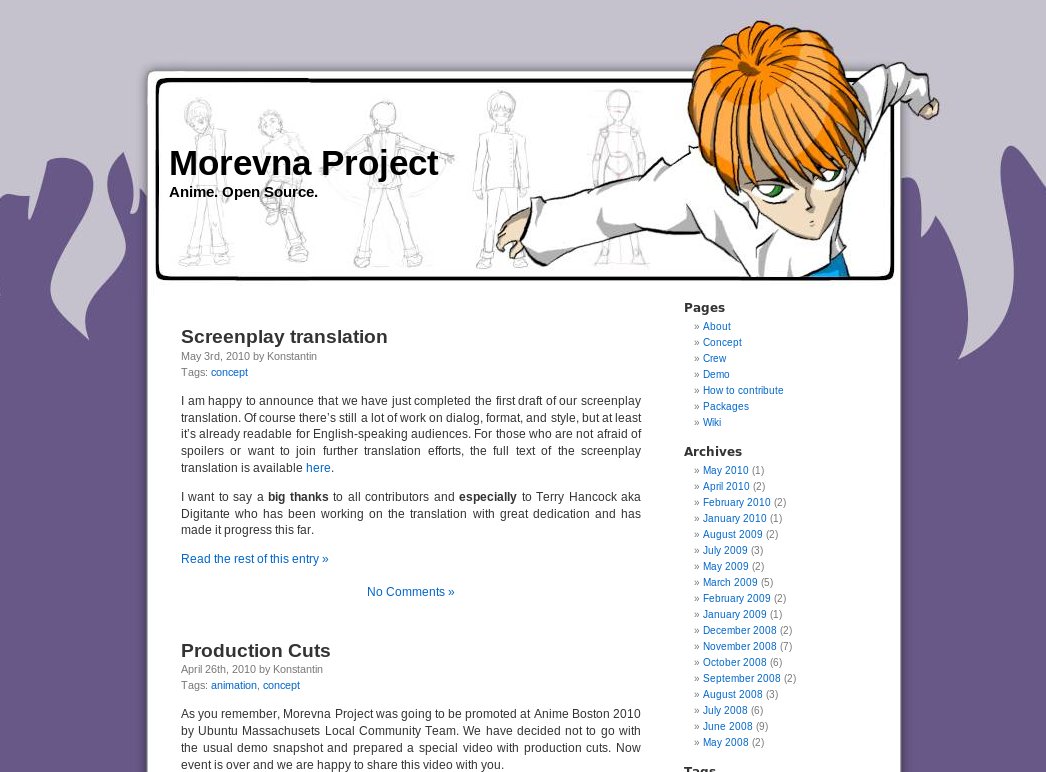 Morevna Project
Anime. Open Source.
Screenplay translation
May 3rd, 2010 by Konstantin
Tags: concept
I am happy to announce that we have just completed the first draft of our screenplay
translation. Of course there's still a lot of work on dialog, format, and style, but at least
it's already readable for English-speaking audiences. For those who are not afraid of
spoilers or want to join further translation efforts, the full text of the screenplay
translation is available here.
I want to say a big thanks to all contributors and especially to Terry Hancock aka
Digitante who has been working on the translation with great dedication and has
made it progress this far.
Read the rest of this entry »
No Comments »
Production Cuts
April 26th, 2010 by Konstantin
Tags: animation, concept
As you remember, Morevna Project was going to be promoted at Anime Boston 2010
by Ubuntu Massachusets Local Community Team. We have decided not to go with
the usual demo snapshot and prepared a special video with production cuts. Now
event is over and we are happy to share this video with you.
Pages
» About
» Concept
» Crew
» Demo
» How to contribute
» Packages
» Wiki
Archives
» May 2010 (1)
» April 2010 (2)
» February 2010 (2)
» January 2010 (1)
» August 2009 (2)
» July 2009 (3)
» May 2009 (2)
» March 2009 (5)
» February 2009 (2)
» January 2009 (1)
» December 2008 (2)
» November 2008 (7)
» October 2008 (6)
» September 2008 (2)
» August 2008 (3)
» July 2008 (6)
» June 2008 (9)
» May 2008 (2)
Tags